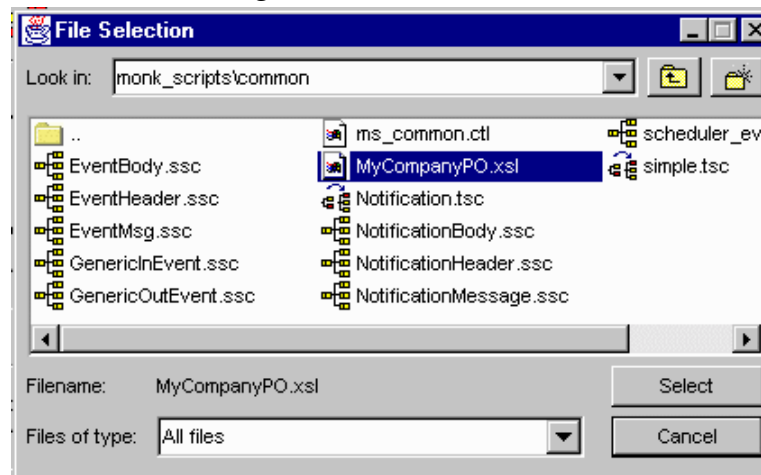 File Selection
Look in: monk_scripts\common
.. ms_common.ctl scheduler_ev
EventBody.ssc MyCompanyPO.xsl simple.tsc
EventHeader.ssc Notification.tsc
EventMsg.ssc NotificationBody.ssc
GenericInEvent.ssc NotificationHeader.ssc
GenericOutEvent.ssc NotificationMessage.ssc
Filename: MyCompanyPO.xsl Select
Files of type: All files Cancel